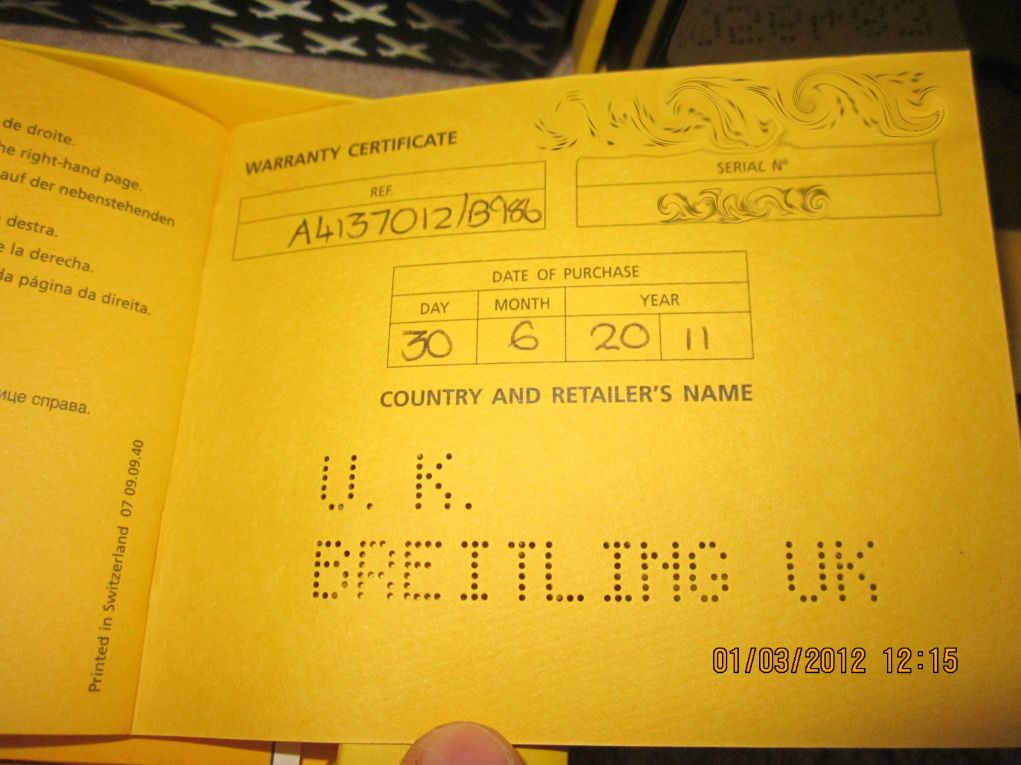 de droite.
he right-hand page.
auf der nebenstehenden
destra.
e la derecha.
da página da direita.
ице справа.
Printed in Switzerland 07 09.09.40
WARRANTY CERTIFICATE
REF.
A4137012/B986
SERIAL Nº
DATE OF PURCHASE
DAY MONTH YEAR
30 6 20 11
COUNTRY AND RETAILER'S NAME
U. K.
BREITLING UK
01/03/2012 12:15